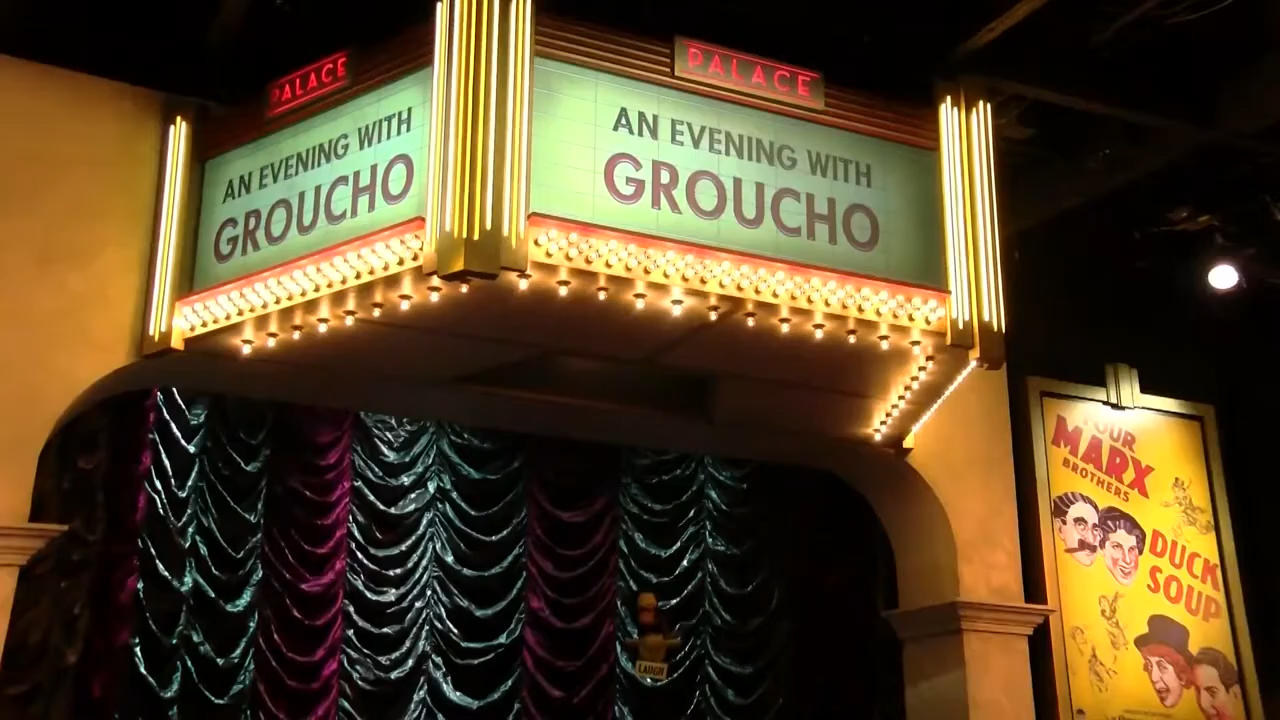 PALACE
AN EVENING WITH
GROUCHO
PALACE
AN EVENING WITH
GROUCHO
FOUR
MARX
BROTHERS
DUCK
SOUP
LAUGH